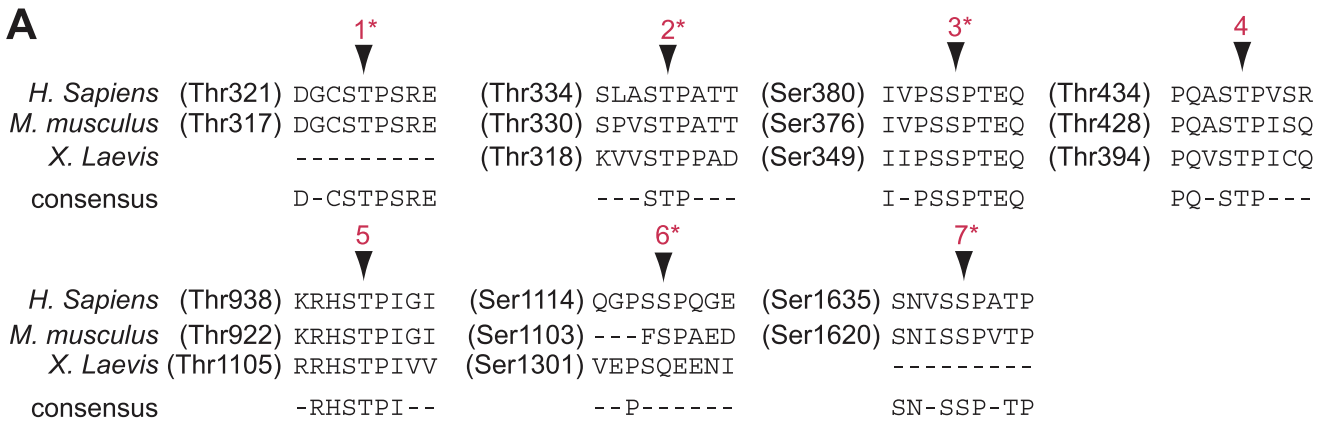 A
1* 2* 3* 4
H. Sapiens (Thr321) DGCSTPSRE (Thr334) SLASTPATT (Ser380) IVPSSPTEQ (Thr434) PQASTPVSR
M. musculus (Thr317) DGCSTPSRE (Thr330) SPVSTPATT (Ser376) IVPSSPTEQ (Thr428) PQASTPISQ
X. Laevis --------- (Thr318) KVVSTPPAD (Ser349) IIPSSPTEQ (Thr394) PQVSTPICQ
consensus D-CSTPSRE ---STP--- I-PSSPTEQ PQ-STP---
5 6* 7*
H. Sapiens (Thr938) KRHSTPIGI (Ser1114) QGPSSPQGE (Ser1635) SNVSSPATP
M. musculus (Thr922) KRHSTPIGI (Ser1103) ---FSPAED (Ser1620) SNISSPVTP
X. Laevis (Thr1105) RRHSTPIVV (Ser1301) VEPSQEENI ---------
consensus -RHSTPI-- --P------ SN-SSP-TP